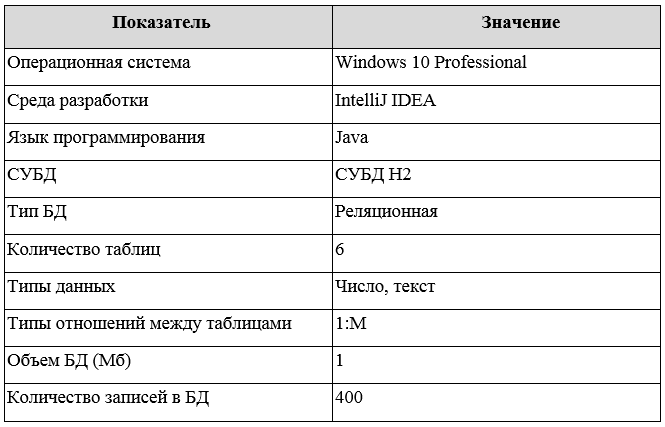 Показатель Значение
Операционная система Windows 10 Professional
Среда разработки IntelliJ IDEA
Язык программирования Java
СУБД СУБД H2
Тип БД Реляционная
Количество таблиц 6
Типы данных Число, текст
Типы отношений между таблицами 1:М
Объем БД (Мб) 1
Количество записей в БД 400